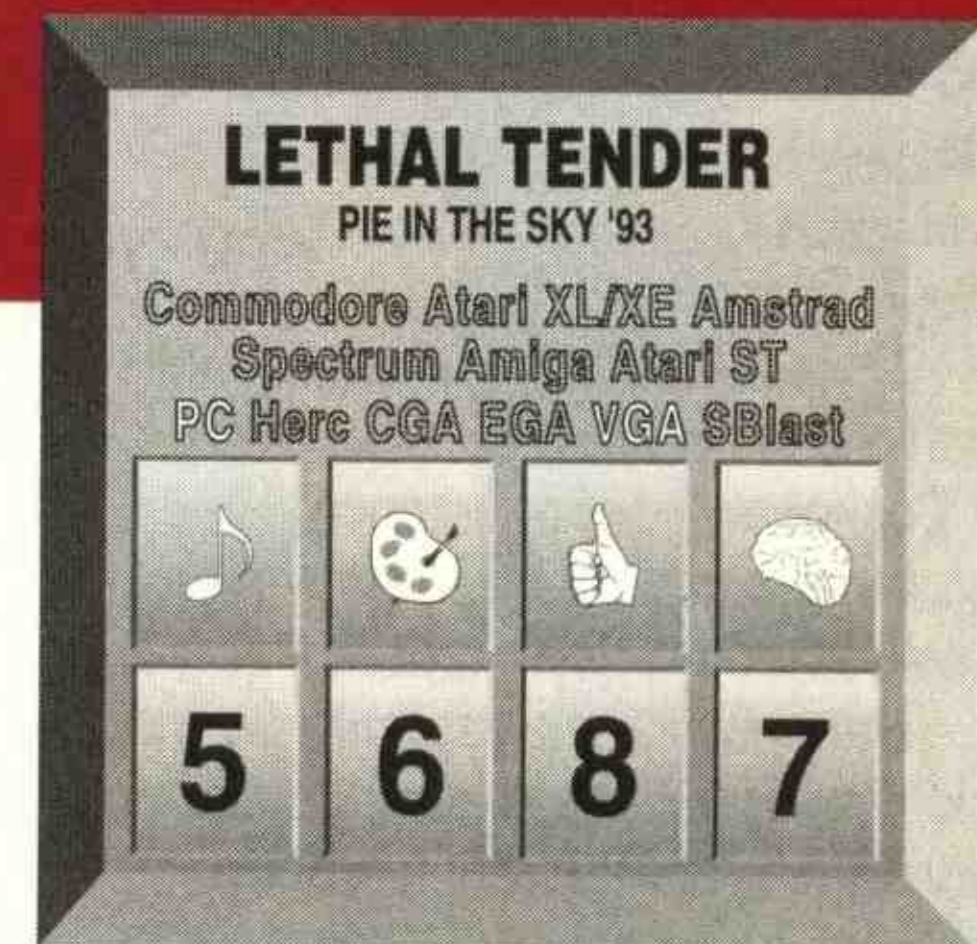 LETHAL TENDER
PIE IN THE SKY '93
Commodore Atari XL/XE Amstrad
Spectrum Amiga Atari ST
PC Herc CGA EGA VGA SBlast
5 6 8 7